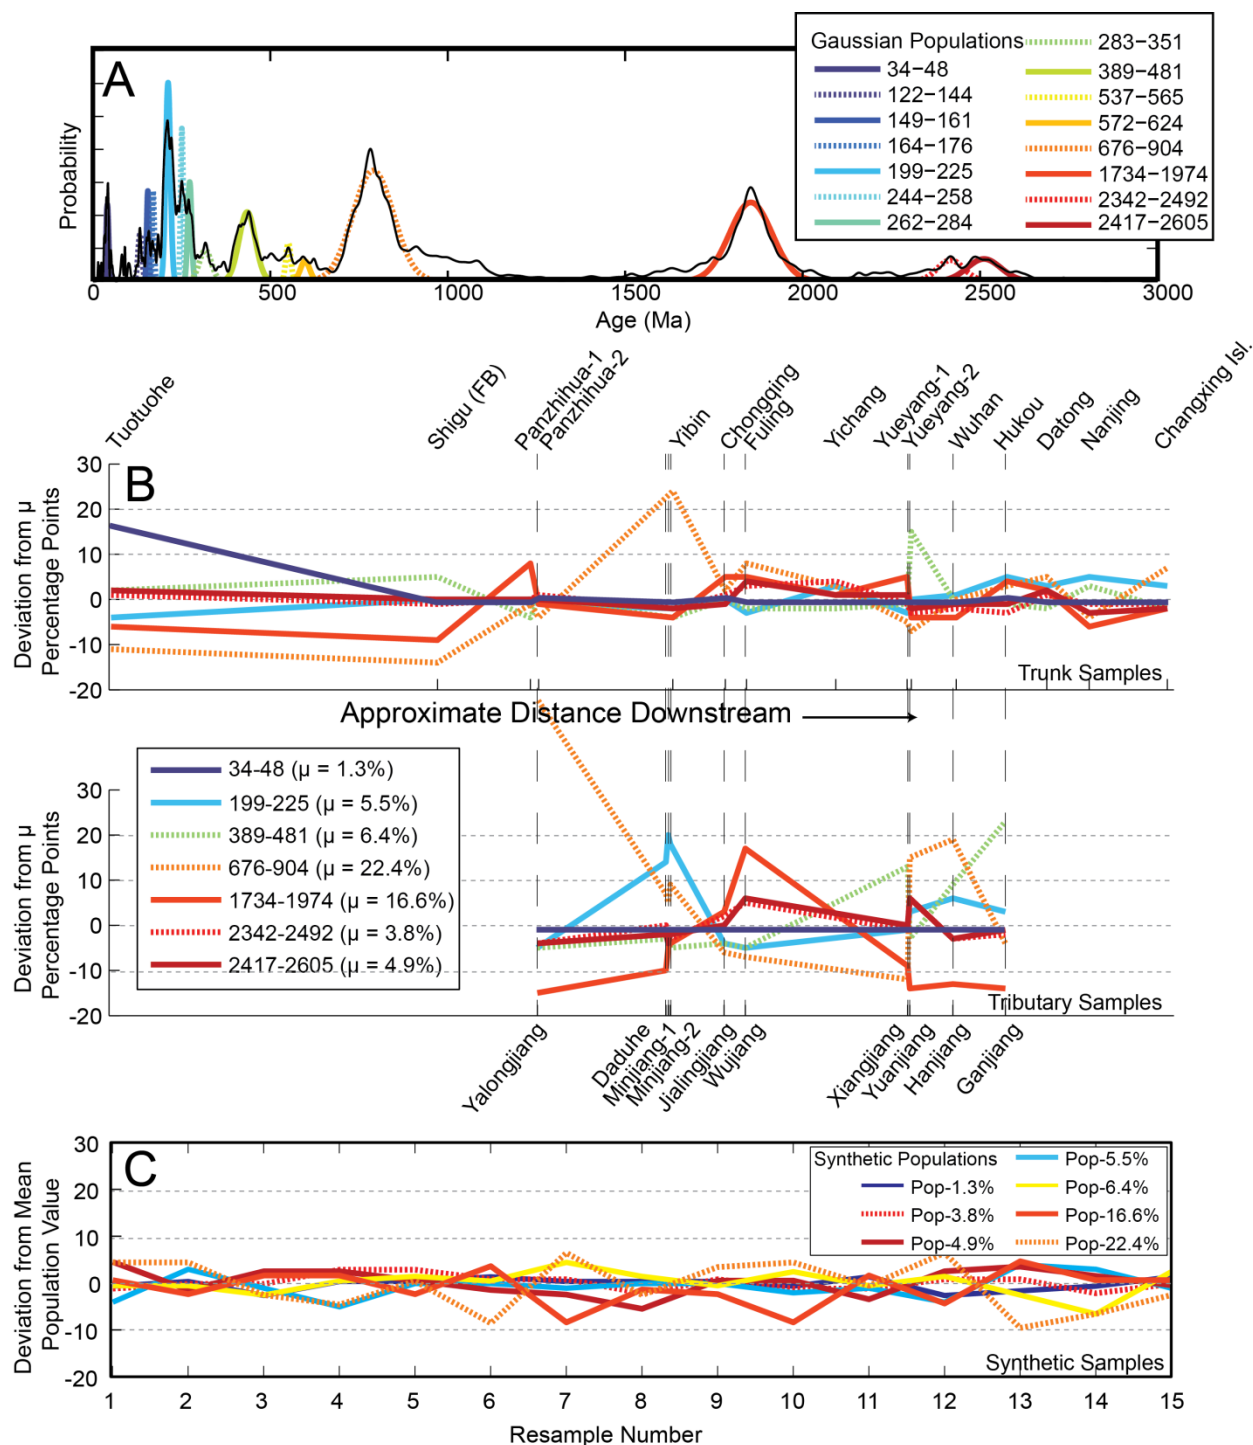 A
Probability
0
500
1000
1500
2000
2500
3000
Age (Ma)
Gaussian Populations
34−48
122−144
149−161
164−176
199−225
244−258
262−284
283−351
389−481
537−565
572−624
676−904
1734−1974
2342−2492
2417−2605
Tuotuohe
Shigu (FB)
Panzhihua-1
Panzhihua-2
Yibin
Chongqing
Fuling
Yichang
Yueyang-1
Yueyang-2
Wuhan
Hukou
Datong
Nanjing
Changxing Isl.
B
Deviation from µ
Percentage Points
30
20
10
0
-10
-20
Trunk Samples
Approximate Distance Downstream
Deviation from µ
Percentage Points
30
20
10
0
-10
-20
34-48 (µ = 1.3%)
199-225 (µ = 5.5%)
389-481 (µ = 6.4%)
676-904 (µ = 22.4%)
1734-1974 (µ = 16.6%)
2342-2492 (µ = 3.8%)
2417-2605 (µ = 4.9%)
Tributary Samples
Yalongjiang
Daduhe
Minjiang-1
Minjiang-2
Jialingjiang
Wujiang
Xiangjiang
Yuanjiang
Hanjiang
Ganjiang
C
Deviation from Mean
Population Value
30
20
10
0
-10
-20
Synthetic Populations
Pop-1.3%
Pop-3.8%
Pop-4.9%
Pop-5.5%
Pop-6.4%
Pop-16.6%
Pop-22.4%
Synthetic Samples
1
2
3
4
5
6
7
8
9
10
11
12
13
14
15
Resample Number